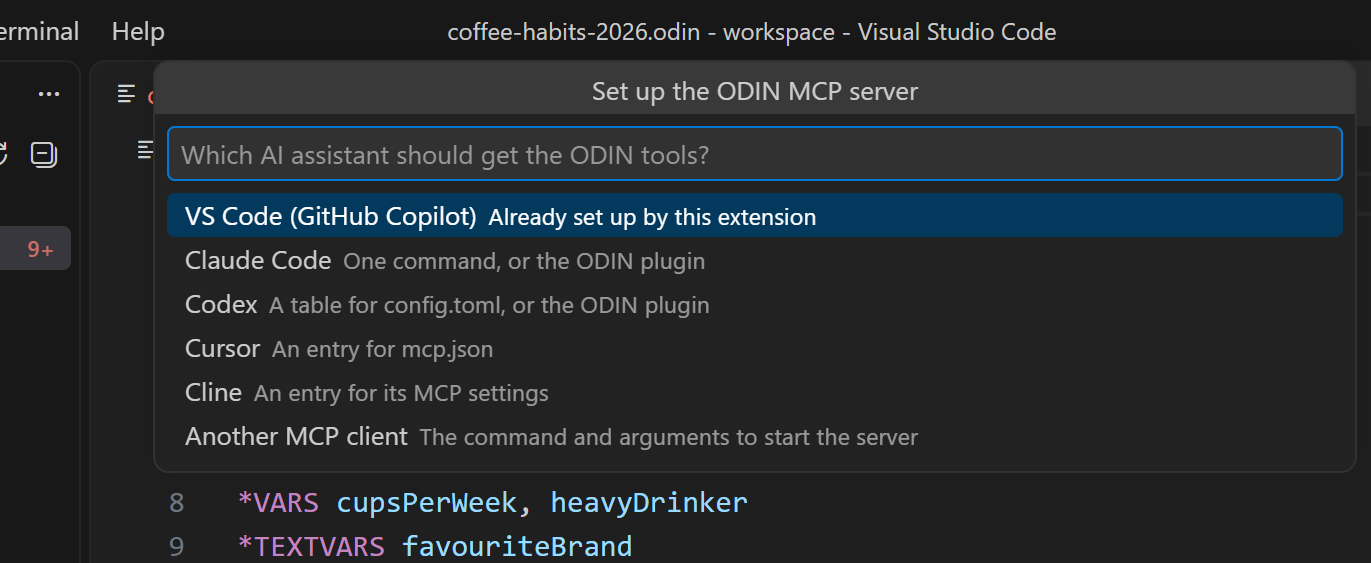 erminal Help coffee-habits-2026.odin - workspace - Visual Studio Code
Set up the ODIN MCP server
Which AI assistant should get the ODIN tools?
VS Code (GitHub Copilot) Already set up by this extension
9+
Claude Code One command, or the ODIN plugin
Codex A table for config.toml, or the ODIN plugin
Cursor An entry for mcp.json
Cline An entry for its MCP settings
Another MCP client The command and arguments to start the server
8 *VARS cupsPerWeek, heavyDrinker
9 *TEXTVARS favouriteBrand